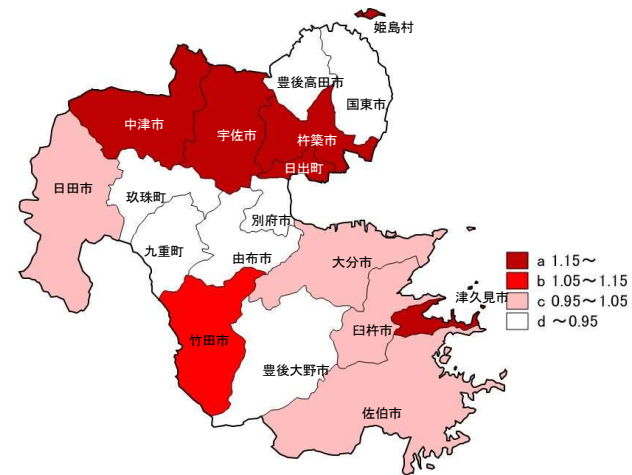 姫島村
豊後高田市
国東市
中津市
宇佐市
杵築市
日出町
日田市
玖珠町
別府市
九重町
由布市
大分市
津久見市
臼杵市
竹田市
豊後大野市
佐伯市
a 1.15～
b 1.05～1.15
c 0.95～1.05
d ～0.95